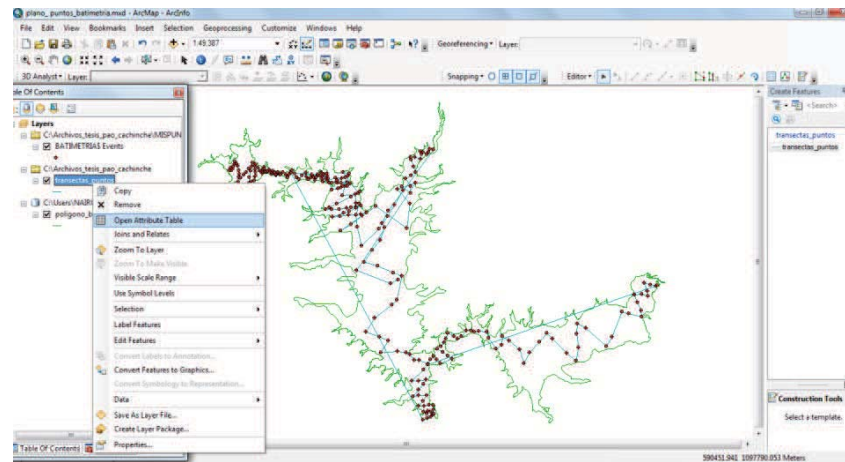 plano_ puntos_batimetria.mxd - ArcMap - ArcInfo
File Edit View Bookmarks Insert Selection Geoprocessing Customize Windows Help
1:49.387
Georeferencing Layer:
3D Analyst Layer:
Snapping
Editor
ble Of Contents
Layers
C:\Archivos_tesis_pao_cachinche\MISPUN
BATIMETRIAS Events
C:\Archivos_tesis_pao_cachinche
transectas_puntos
C:\Users\NAIR
Copy
Remove
Open Attribute Table
Joins and Relates
Zoom To Layer
Zoom To Make Visible
Visible Scale Range
Use Symbol Levels
Selection
Label Features
Edit Features
Convert Labels to Annotation...
Convert Features to Graphics...
Convert Symbology to Representation...
Data
Save As Layer File...
Create Layer Package...
Properties...
Create Features
<Search>
transectas_puntos
transectas_puntos
Construction Tools
Select a template.
Table Of Contents
590451.941 1097790.053 Meters